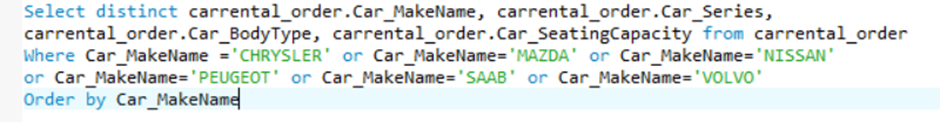 Select distinct carrental_order.Car_MakeName, carrental_order.Car_Series,
carrental_order.Car_BodyType, carrental_order.Car_SeatingCapacity from carrental_order
Where Car_MakeName ='CHRYSLER' or Car_MakeName='MAZDA' or Car_MakeName='NISSAN'
or Car_MakeName='PEUGEOT' or Car_MakeName='SAAB' or Car_MakeName='VOLVO'
Order by Car_MakeName